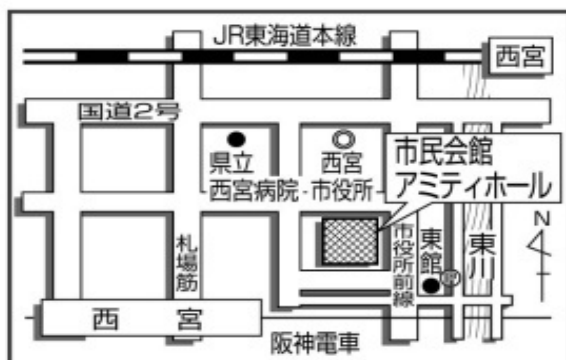 JR東海道本線
西宮
国道2号
県立
西宮病院
西宮
市役所
市民会館
アミティホール
N
札場筋
市役所前線
東館
東川
西宮
阪神電車